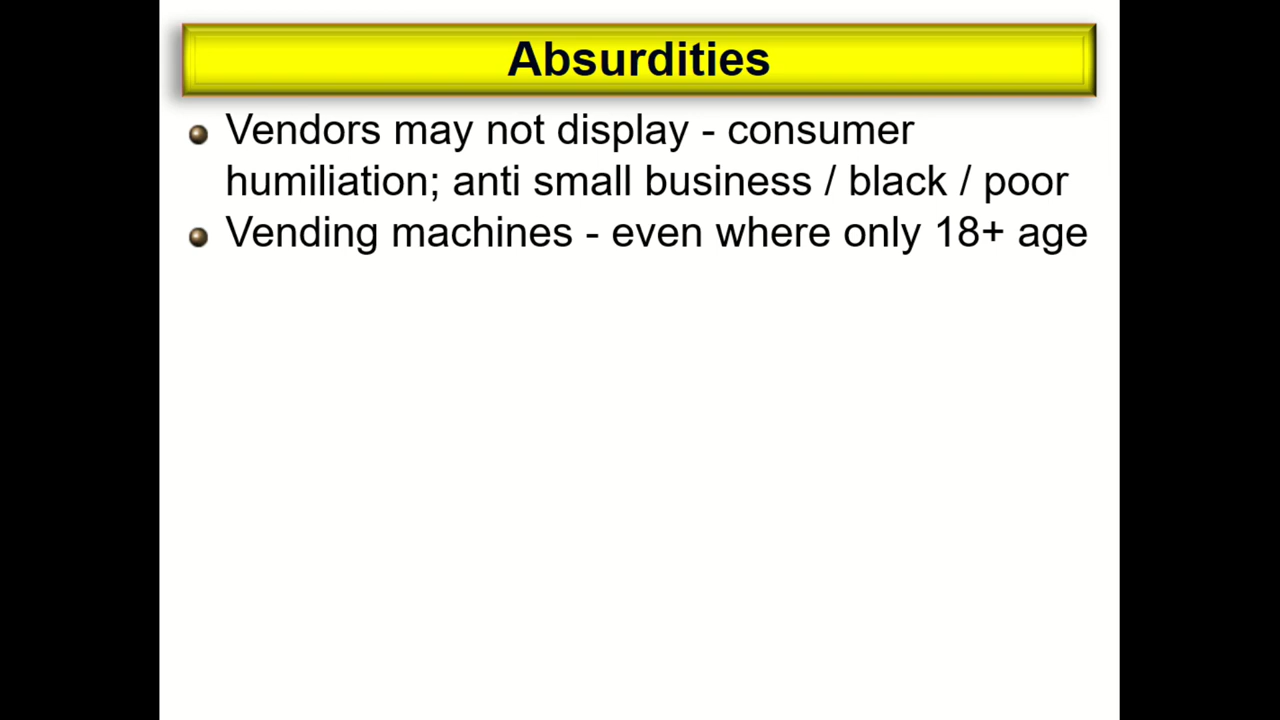 Absurdities
Vendors may not display - consumer
humiliation; anti small business / black / poor
Vending machines - even where only 18+ age